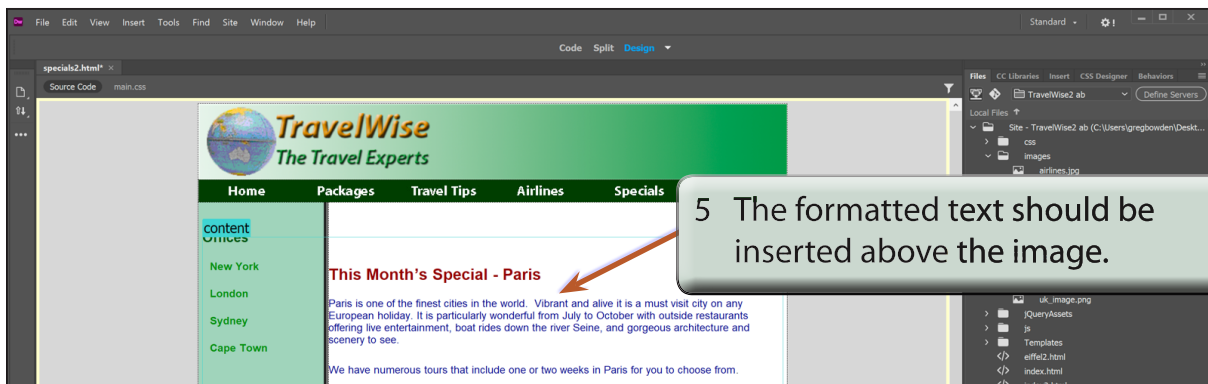 Dw File Edit View Insert Tools Find Site Window Help Standard
Code Split Design
specials2.html* ×
Source Code main.css
Files CC Libraries Insert CSS Designer Behaviors
TravelWise2 ab Define Servers
Local Files ↑
Site - TravelWise2 ab (C:\Users\gregbowden\Deskt...
css
images
airlines.jpg
TravelWise
The Travel Experts
Home Packages Travel Tips Airlines Specials
5 The formatted text should be
inserted above the image.
content
Offices
New York
London
Sydney
Cape Town
This Month's Special - Paris
Paris is one of the finest cities in the world. Vibrant and alive it is a must visit city on any
European holiday. It is particularly wonderful from July to October with outside restaurants
offering live entertainment, boat rides down the river Seine, and gorgeous architecture and
scenery to see.
We have numerous tours that include one or two weeks in Paris for you to choose from.
uk_image.png
jQueryAssets
js
Templates
eiffel2.html
index.html